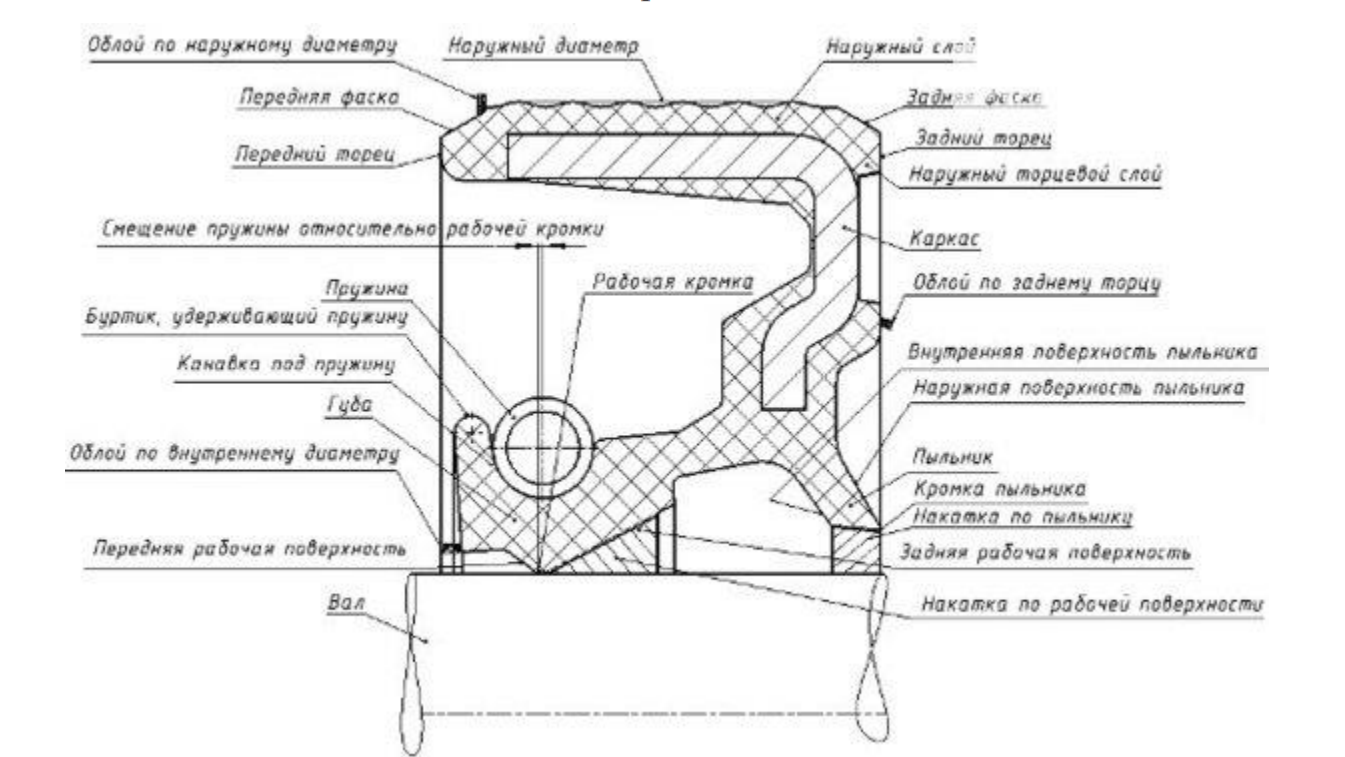 Облой по наружному диаметру
Наружный диаметр
Наружный слой
Передняя фаска
Задняя фаска
Передний торец
Задний торец
Наружный торцевой слой
Смещение пружины относительно рабочей кромки
Каркас
Пружина
Рабочая кромка
Облой по заднему торцу
Буртик, удерживающий пружину
Внутренняя поверхность пыльника
Канавка под пружину
Наружная поверхность пыльника
Губа
Облой по внутреннему диаметру
Пыльник
Кромка пыльника
Накатка по пыльнику
Передняя рабочая поверхность
Задняя рабочая поверхность
Вал
Накатка по рабочей поверхности